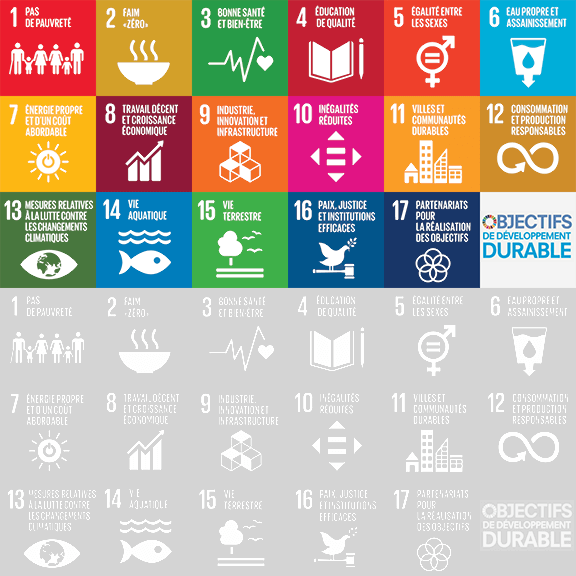 1 PAS
DE PAUVRETÉ
2 FAIM
«ZÉRO»
3 BONNE SANTÉ
ET BIEN-ÊTRE
4 ÉDUCATION
DE QUALITÉ
5 ÉGALITÉ ENTRE
LES SEXES
6 EAU PROPRE ET
ASSAINISSEMENT
7 ÉNERGIE PROPRE
ET D'UN COÛT
ABORDABLE
8 TRAVAIL DÉCENT
ET CROISSANCE
ÉCONOMIQUE
9 INDUSTRIE,
INNOVATION ET
INFRASTRUCTURE
10 INÉGALITÉS
RÉDUITES
11 VILLES ET
COMMUNAUTÉS
DURABLES
12 CONSOMMATION
ET PRODUCTION
RESPONSABLES
13 MESURES RELATIVES
À LA LUTTE CONTRE
LES CHANGEMENTS
CLIMATIQUES
14 VIE
AQUATIQUE
15 VIE
TERRESTRE
16 PAIX, JUSTICE
ET INSTITUTIONS
EFFICACES
17 PARTENARIATS
POUR
LA RÉALISATION
DES OBJECTIFS
OBJECTIFS
DE DÉVELOPPEMENT
DURABLE
1 PAS
DE PAUVRETÉ
2 FAIM
«ZÉRO»
3 BONNE SANTÉ
ET BIEN-ÊTRE
4 ÉDUCATION
DE QUALITÉ
5 ÉGALITÉ ENTRE
LES SEXES
6 EAU PROPRE ET
ASSAINISSEMENT
7 ÉNERGIE PROPRE
ET D'UN COÛT
ABORDABLE
8 TRAVAIL DÉCENT
ET CROISSANCE
ÉCONOMIQUE
9 INDUSTRIE,
INNOVATION ET
INFRASTRUCTURE
10 INÉGALITÉS
RÉDUITES
11 VILLES ET
COMMUNAUTÉS
DURABLES
12 CONSOMMATION
ET PRODUCTION
RESPONSABLES
13 MESURES RELATIVES
À LA LUTTE CONTRE
LES CHANGEMENTS
CLIMATIQUES
14 VIE
AQUATIQUE
15 VIE
TERRESTRE
16 PAIX, JUSTICE
ET INSTITUTIONS
EFFICACES
17 PARTENARIATS
POUR
LA RÉALISATION
DES OBJECTIFS
OBJECTIFS
DE DÉVELOPPEMENT
DURABLE